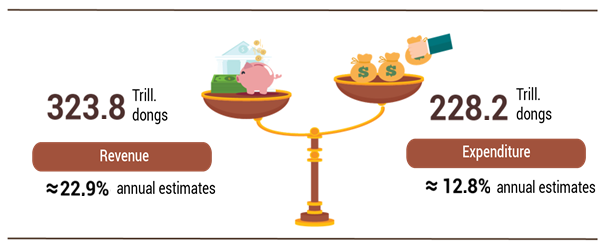 323.8 Trill. dongs
Revenue
≈22.9% annual estimates
$ $
228.2 Trill. dongs
Expenditure
≈ 12.8% annual estimates